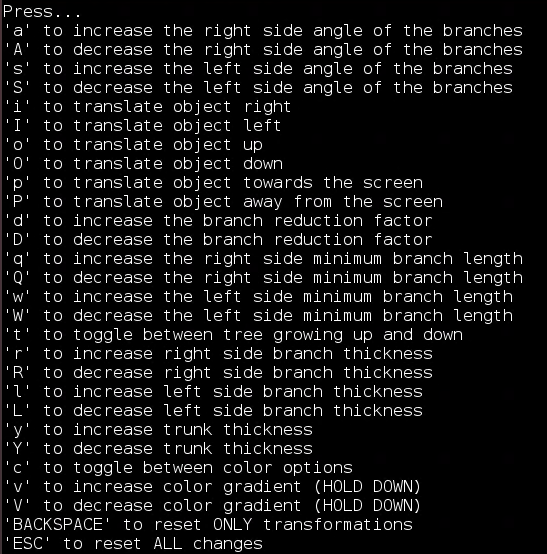 Press...
'a' to increase the right side angle of the branches
'A' to decrease the right side angle of the branches
's' to increase the left side angle of the branches
'S' to decrease the left side angle of the branches
'i' to translate object right
'I' to translate object left
'o' to translate object up
'O' to translate object down
'p' to translate object towards the screen
'P' to translate object away from the screen
'd' to increase the branch reduction factor
'D' to decrease the branch reduction factor
'q' to increase the right side minimum branch length
'Q' to decrease the right side minimum branch length
'w' to increase the left side minimum branch length
'W' to decrease the left side minimum branch length
't' to toggle between tree growing up and down
'r' to increase right side branch thickness
'R' to decrease right side branch thickness
'l' to increase left side branch thickness
'L' to decrease left side branch thickness
'y' to increase trunk thickness
'Y' to decrease trunk thickness
'c' to toggle between color options
'v' to increase color gradient (HOLD DOWN)
'V' to decrease color gradient (HOLD DOWN)
'BACKSPACE' to reset ONLY transformations
'ESC' to reset ALL changes